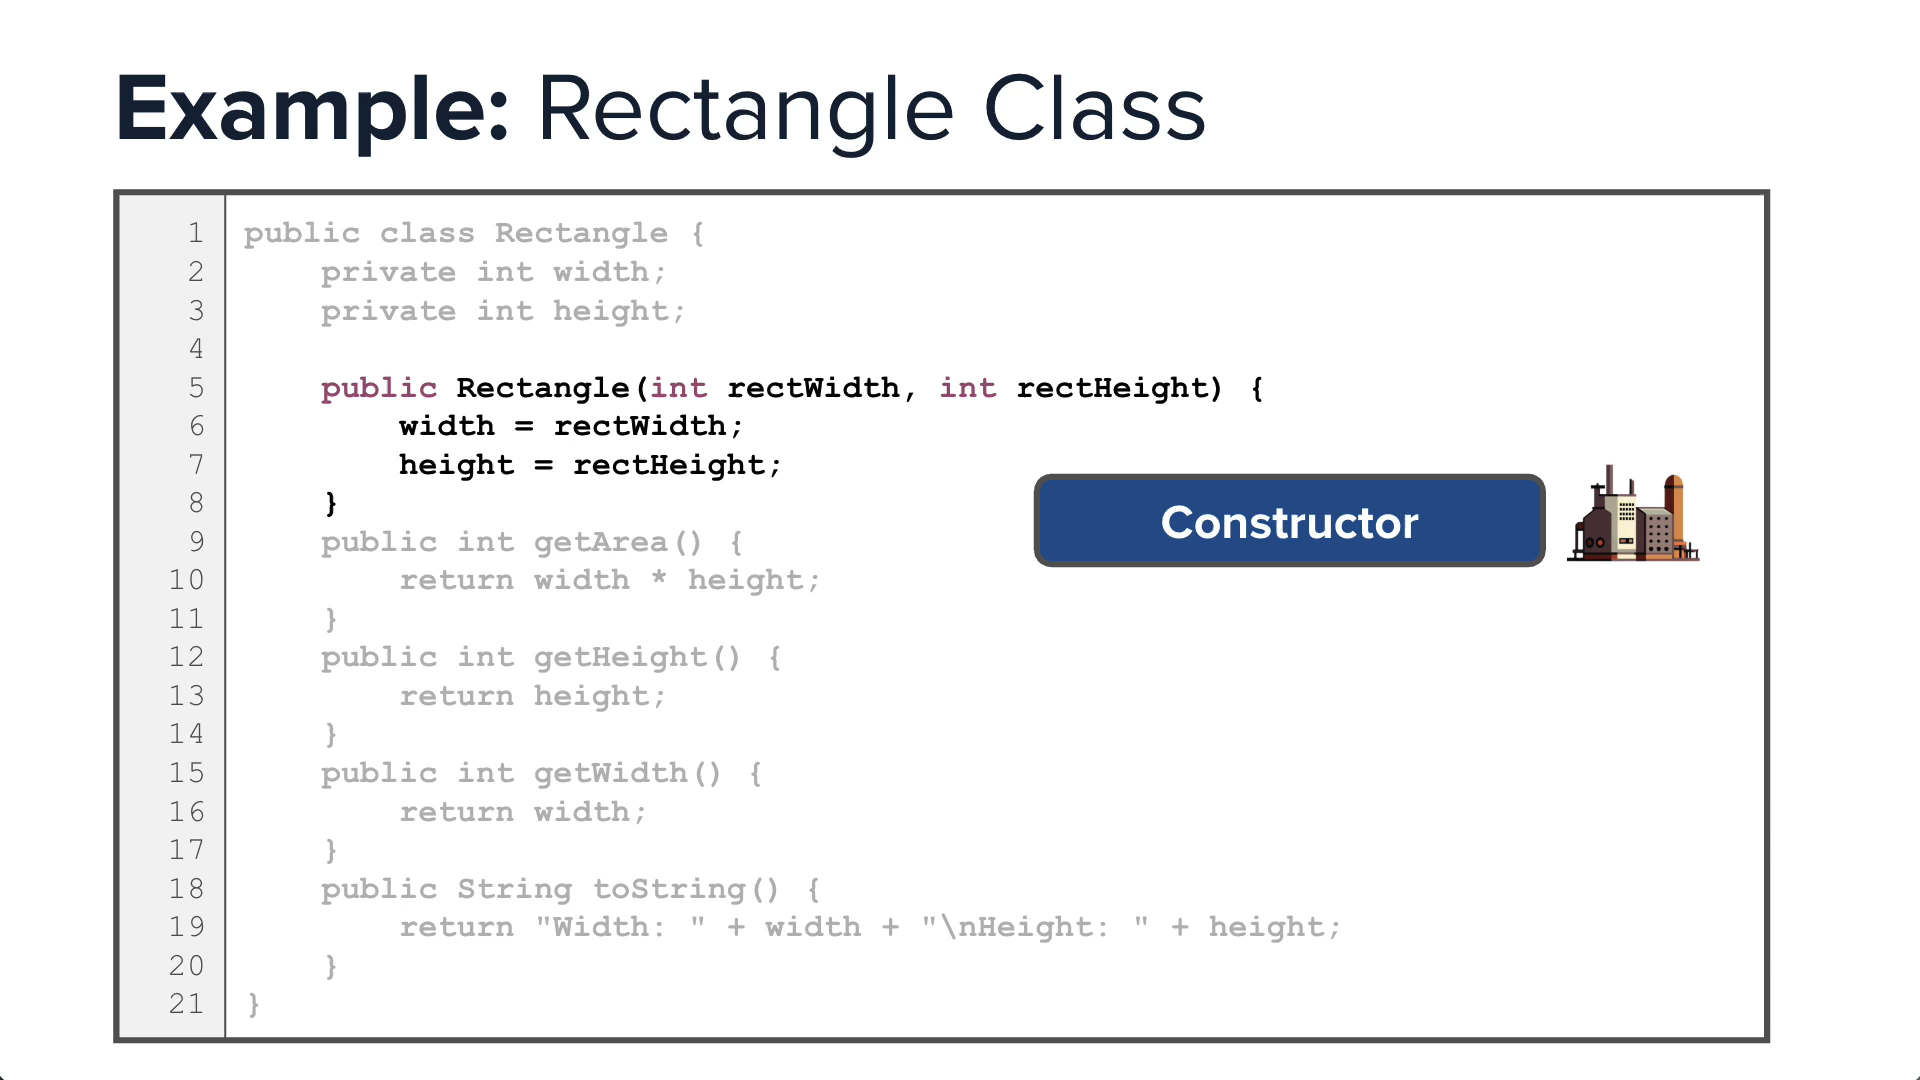 Example: Rectangle Class
1 public class Rectangle {
2     private int width;
3     private int height;
4
5     public Rectangle(int rectWidth, int rectHeight) {
6         width = rectWidth;
7         height = rectHeight;
8     }
Constructor
9     public int getArea() {
10         return width * height;
11     }
12     public int getHeight() {
13         return height;
14     }
15     public int getWidth() {
16         return width;
17     }
18     public String toString() {
19         return "Width: " + width + "\nHeight: " + height;
20     }
21 }